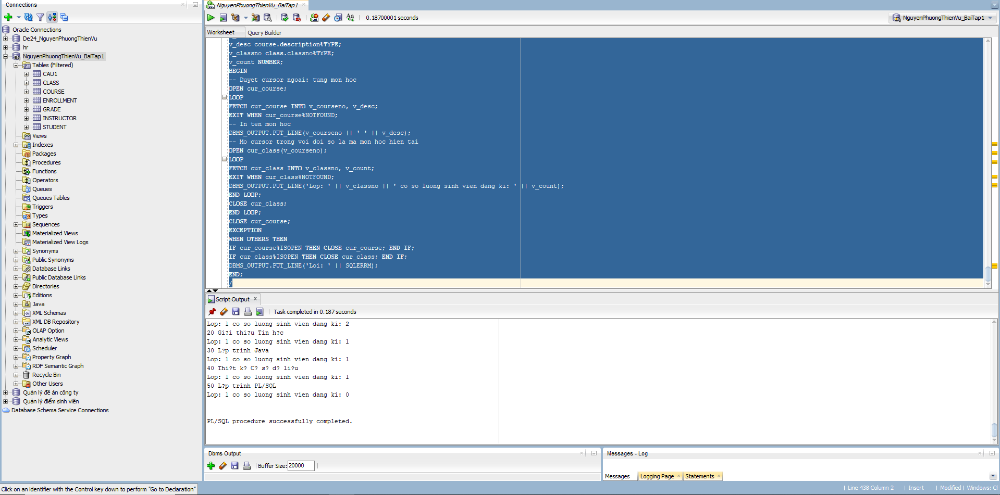 Connections
Oracle Connections
De24_NguyenPhuongThienVu
hr
NguyenPhuongThienVu_BaiTap1
Tables (Filtered)
CAU1
CLASS
COURSE
ENROLLMENT
GRADE
INSTRUCTOR
STUDENT
Views
Indexes
Packages
Procedures
Functions
Operators
Queues
Queues Tables
Triggers
Types
Sequences
Materialized Views
Materialized View Logs
Synonyms
Public Synonyms
Database Links
Public Database Links
Directories
Editions
Java
XML Schemas
XML DB Repository
OLAP Option
Analytic Views
Scheduler
Property Graph
RDF Semantic Graph
Recycle Bin
Other Users
Quản lý đề án công ty
Quản lý điểm sinh viên
Database Schema Service Connections
NguyenPhuongThienVu_BaiTap1
0.18700001 seconds
NguyenPhuongThienVu_BaiTap1
Worksheet Query Builder
v_desc course.description%TYPE;
v_classno class.classno%TYPE;
v_count NUMBER;
BEGIN
-- Duyet cursor ngoai: tung mon hoc
OPEN cur_course;
LOOP
FETCH cur_course INTO v_courseno, v_desc;
EXIT WHEN cur_course%NOTFOUND;
-- In ten mon hoc
DBMS_OUTPUT.PUT_LINE(v_courseno || ' ' || v_desc);
-- Mo cursor trong voi doi so la ma mon hoc hien tai
OPEN cur_class(v_courseno);
LOOP
FETCH cur_class INTO v_classno, v_count;
EXIT WHEN cur_class%NOTFOUND;
DBMS_OUTPUT.PUT_LINE('Lop: ' || v_classno || ' co so luong sinh vien dang ki: ' || v_count);
END LOOP;
CLOSE cur_class;
END LOOP;
CLOSE cur_course;
EXCEPTION
WHEN OTHERS THEN
IF cur_course%ISOPEN THEN CLOSE cur_course; END IF;
IF cur_class%ISOPEN THEN CLOSE cur_class; END IF;
DBMS_OUTPUT.PUT_LINE('Loi: ' || SQLERRM);
END;
/
Script Output
Task completed in 0.187 seconds
Lop: 1 co so luong sinh vien dang ki: 2
20 Gi?i thi?u Tin h?c
Lop: 1 co so luong sinh vien dang ki: 1
30 L?p trình Java
Lop: 1 co so luong sinh vien dang ki: 1
40 Thi?t k? C? s? d? li?u
Lop: 1 co so luong sinh vien dang ki: 1
50 L?p trình PL/SQL
Lop: 1 co so luong sinh vien dang ki: 0
PL/SQL procedure successfully completed.
Dbms Output
Buffer Size: 20000
Messages - Log
Messages Logging Page Statements
Click on an identifier with the Control key down to perform "Go to Declaration"
Line 438 Column 2 | Insert | Modified | Windows: